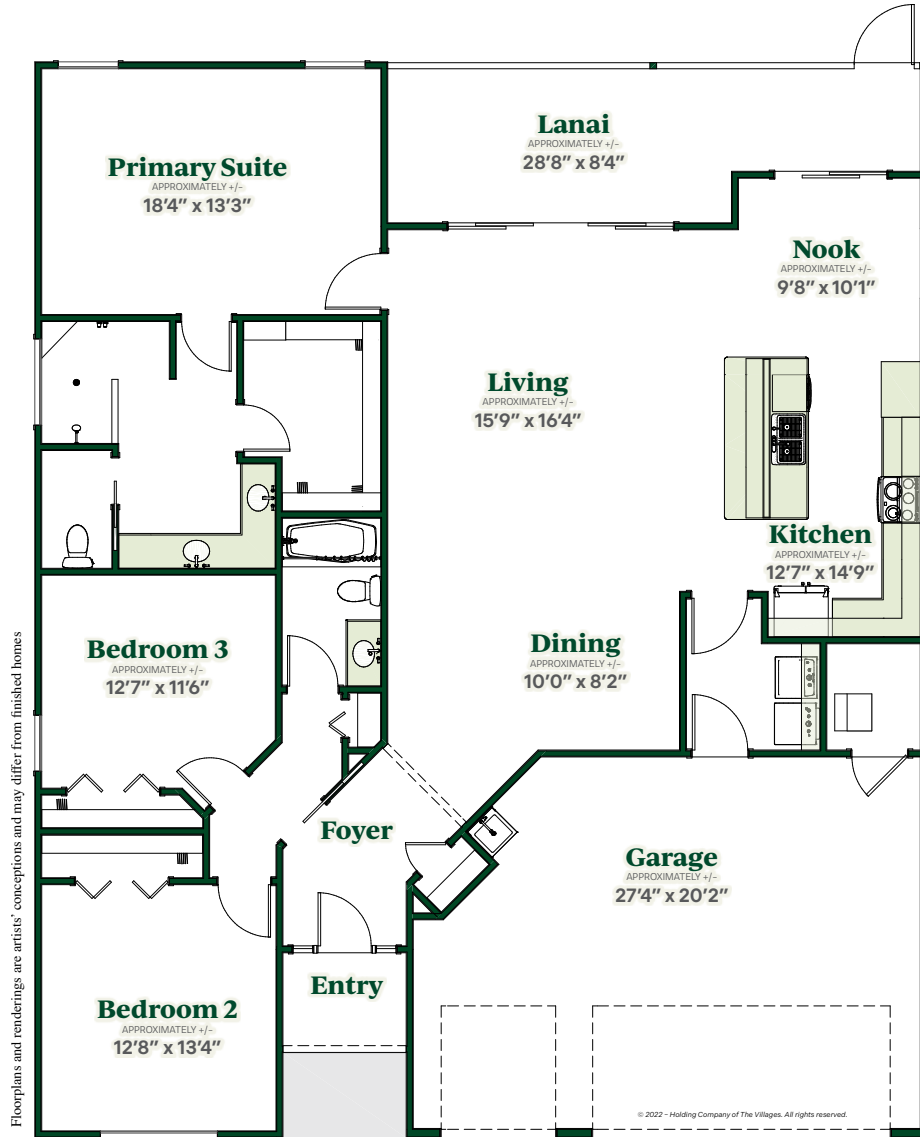 Lanai
APPROXIMATELY +/-
28’8” x 8’4”
Primary Suite
APPROXIMATELY +/-
18’4” x 13’3”
Nook
APPROXIMATELY +/-
9’8” x 10’1”
Living
APPROXIMATELY +/-
15’9” x 16’4”
Kitchen
APPROXIMATELY +/-
12’7” x 14’9”
Bedroom 3
APPROXIMATELY +/-
12’7” x 11’6”
Dining
APPROXIMATELY +/-
10’0” x 8’2”
Foyer
Garage
APPROXIMATELY +/-
27’4” x 20’2”
Entry
Bedroom 2
APPROXIMATELY +/-
12’8” x 13’4”
Floorplans and renderings are artists’ conceptions and may differ from finished homes
© 2022 – Holding Company of The Villages. All rights reserved.